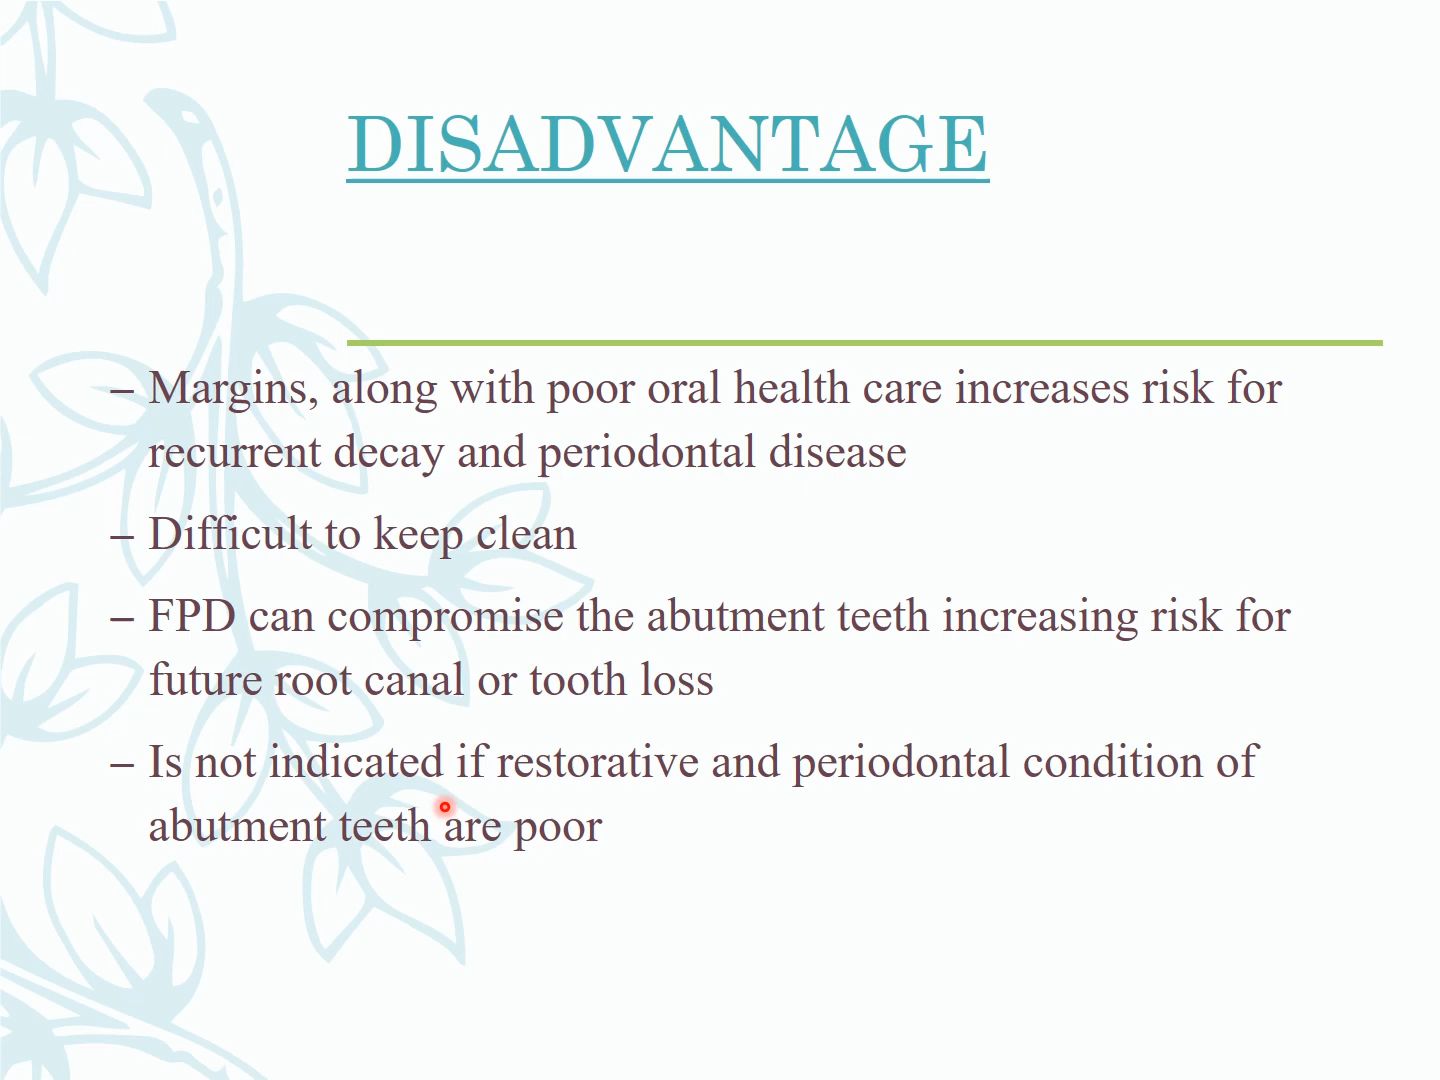 DISADVANTAGE
– Margins, along with poor oral health care increases risk for
recurrent decay and periodontal disease
– Difficult to keep clean
– FPD can compromise the abutment teeth increasing risk for
future root canal or tooth loss
– Is not indicated if restorative and periodontal condition of
abutment teeth are poor